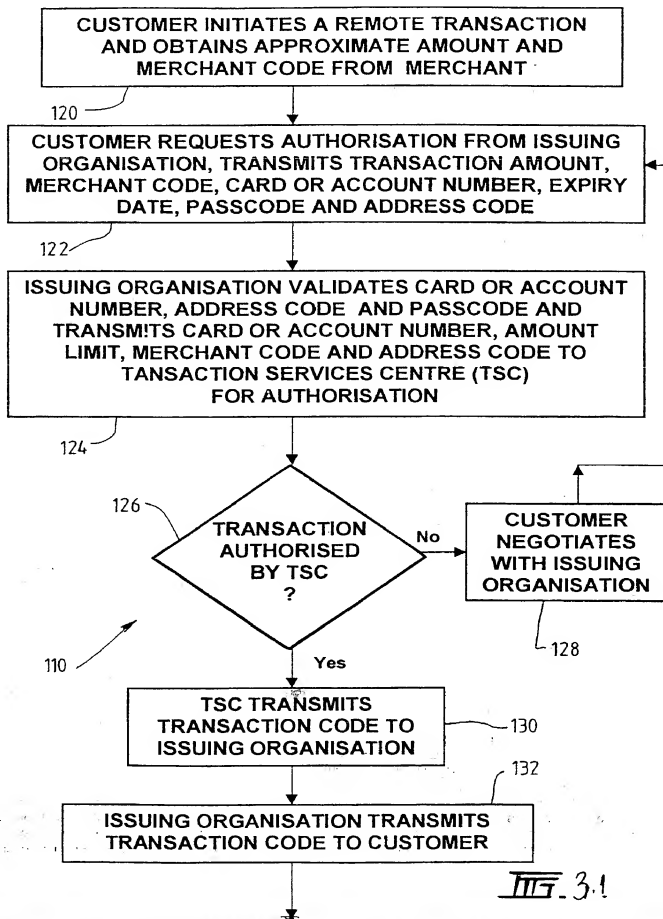 CUSTOMER INITIATES A REMOTE TRANSACTION
AND OBTAINS APPROXIMATE AMOUNT AND
MERCHANT CODE FROM MERCHANT
120
CUSTOMER REQUESTS AUTHORISATION FROM ISSUING
ORGANISATION, TRANSMITS TRANSACTION AMOUNT,
MERCHANT CODE, CARD OR ACCOUNT NUMBER, EXPIRY
DATE, PASSCODE AND ADDRESS CODE
122
ISSUING ORGANISATION VALIDATES CARD OR ACCOUNT
NUMBER, ADDRESS CODE AND PASSCODE AND
TRANSMITS CARD OR ACCOUNT NUMBER, AMOUNT
LIMIT, MERCHANT CODE AND ADDRESS CODE TO
TANSACTION SERVICES CENTRE (TSC)
FOR AUTHORISATION
124
126
TRANSACTION
AUTHORISED
BY TSC
?
No
CUSTOMER
NEGOTIATES
WITH ISSUING
ORGANISATION
128
110
Yes
TSC TRANSMITS
TRANSACTION CODE TO
ISSUING ORGANISATION
130
132
ISSUING ORGANISATION TRANSMITS
TRANSACTION CODE TO CUSTOMER
FIG. 3.1